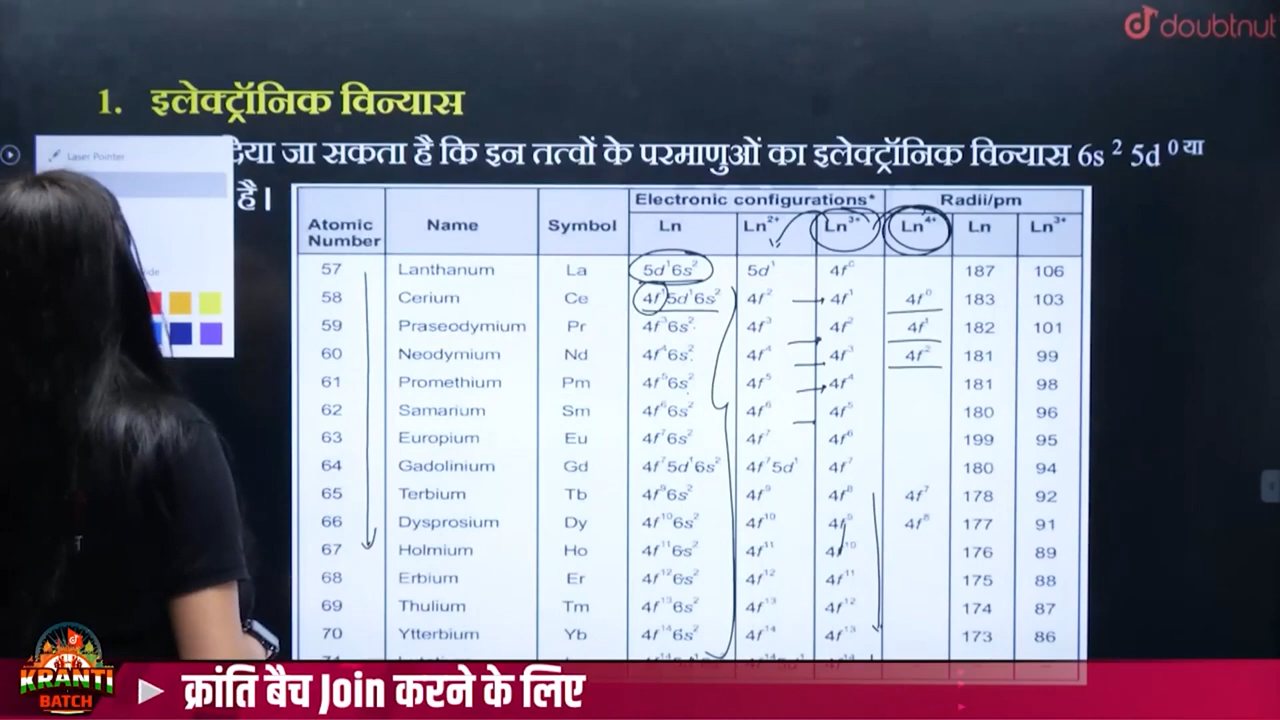 doubtnut
1. इलेक्ट्रॉनिक विन्यास
Laser Pointer
दिया जा सकता है कि इन तत्वों के परमाणुओं का इलेक्ट्रॉनिक विन्यास 6s² 5d⁰ या
है।
Electronic configurations* Radii/pm
Atomic Number Name Symbol Ln Ln²⁺ Ln³⁺ Ln⁴⁺ Ln Ln³⁺
57 Lanthanum La 5d¹6s² 5d¹ 4f⁰ 187 106
58 Cerium Ce 4f¹5d¹6s² 4f² 4f¹ 4f⁰ 183 103
59 Praseodymium Pr 4f³6s² 4f³ 4f² 4f¹ 182 101
60 Neodymium Nd 4f⁴6s² 4f⁴ 4f³ 4f² 181 99
61 Promethium Pm 4f⁵6s² 4f⁵ 4f⁴ 181 98
62 Samarium Sm 4f⁶6s² 4f⁶ 4f⁵ 180 96
63 Europium Eu 4f⁷6s² 4f⁷ 4f⁶ 199 95
64 Gadolinium Gd 4f⁷5d¹6s² 4f⁷5d¹ 4f⁷ 180 94
65 Terbium Tb 4f⁹6s² 4f⁹ 4f⁸ 4f⁷ 178 92
66 Dysprosium Dy 4f¹⁰6s² 4f¹⁰ 4f⁹ 4f⁸ 177 91
67 Holmium Ho 4f¹¹6s² 4f¹¹ 4f¹⁰ 176 89
68 Erbium Er 4f¹²6s² 4f¹² 4f¹¹ 175 88
69 Thulium Tm 4f¹³6s² 4f¹³ 4f¹² 174 87
70 Ytterbium Yb 4f¹⁴6s² 4f¹⁴ 4f¹³ 173 86
KRANTI
BATCH
क्रांति बैच Join करने के लिए